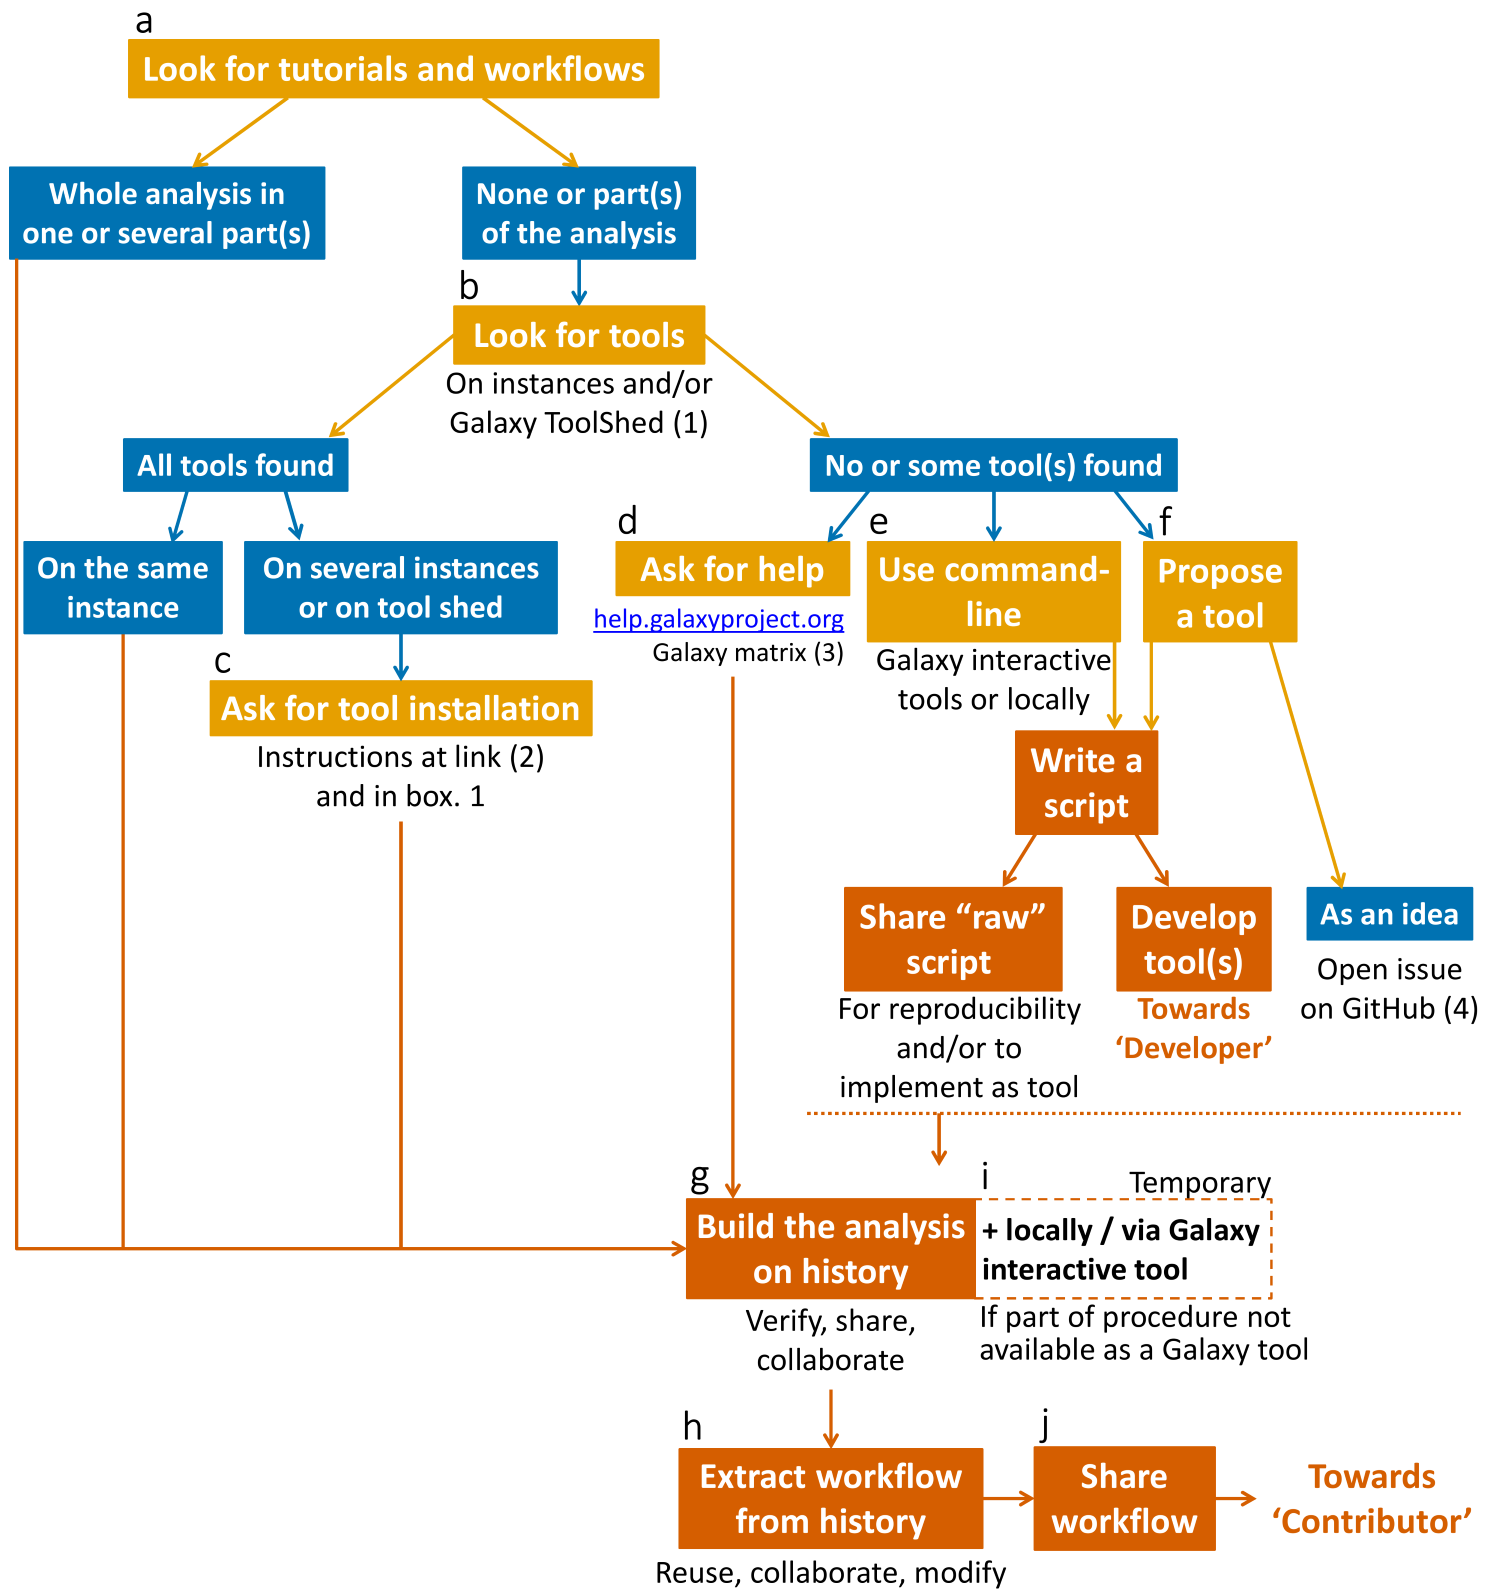 a
Look for tutorials and workflows
Whole analysis in
one or several part(s)
None or part(s)
of the analysis
b
Look for tools
On instances and/or
Galaxy ToolShed (1)
All tools found
No or some tool(s) found
On the same
instance
On several instances
or on tool shed
c
Ask for tool installation
Instructions at link (2)
and in box. 1
d
Ask for help
help.galaxyproject.org
Galaxy matrix (3)
e
Use command-
line
Galaxy interactive
tools or locally
f
Propose
a tool
Write a
script
Share “raw”
script
For reproducibility
and/or to
implement as tool
Develop
tool(s)
Towards
‘Developer’
As an idea
Open issue
on GitHub (4)
g
Build the analysis
on history
Verify, share,
collaborate
i
Temporary
+ locally / via Galaxy
interactive tool
If part of procedure not
available as a Galaxy tool
h
Extract workflow
from history
Reuse, collaborate, modify
j
Share
workflow
Towards
‘Contributor’